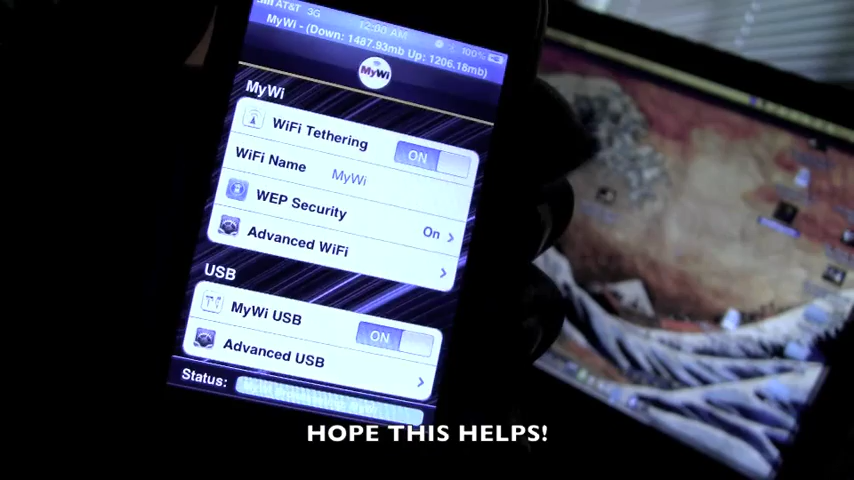 AT&T 3G 12:00 AM 100%
MyWi - (Down: 1487.93mb Up: 1206.18mb)
MyWi
MyWi
WiFi Tethering ON
WiFi Name MyWi
WEP Security On
Advanced WiFi
USB
MyWi USB ON
Advanced USB
Status:
HOPE THIS HELPS!